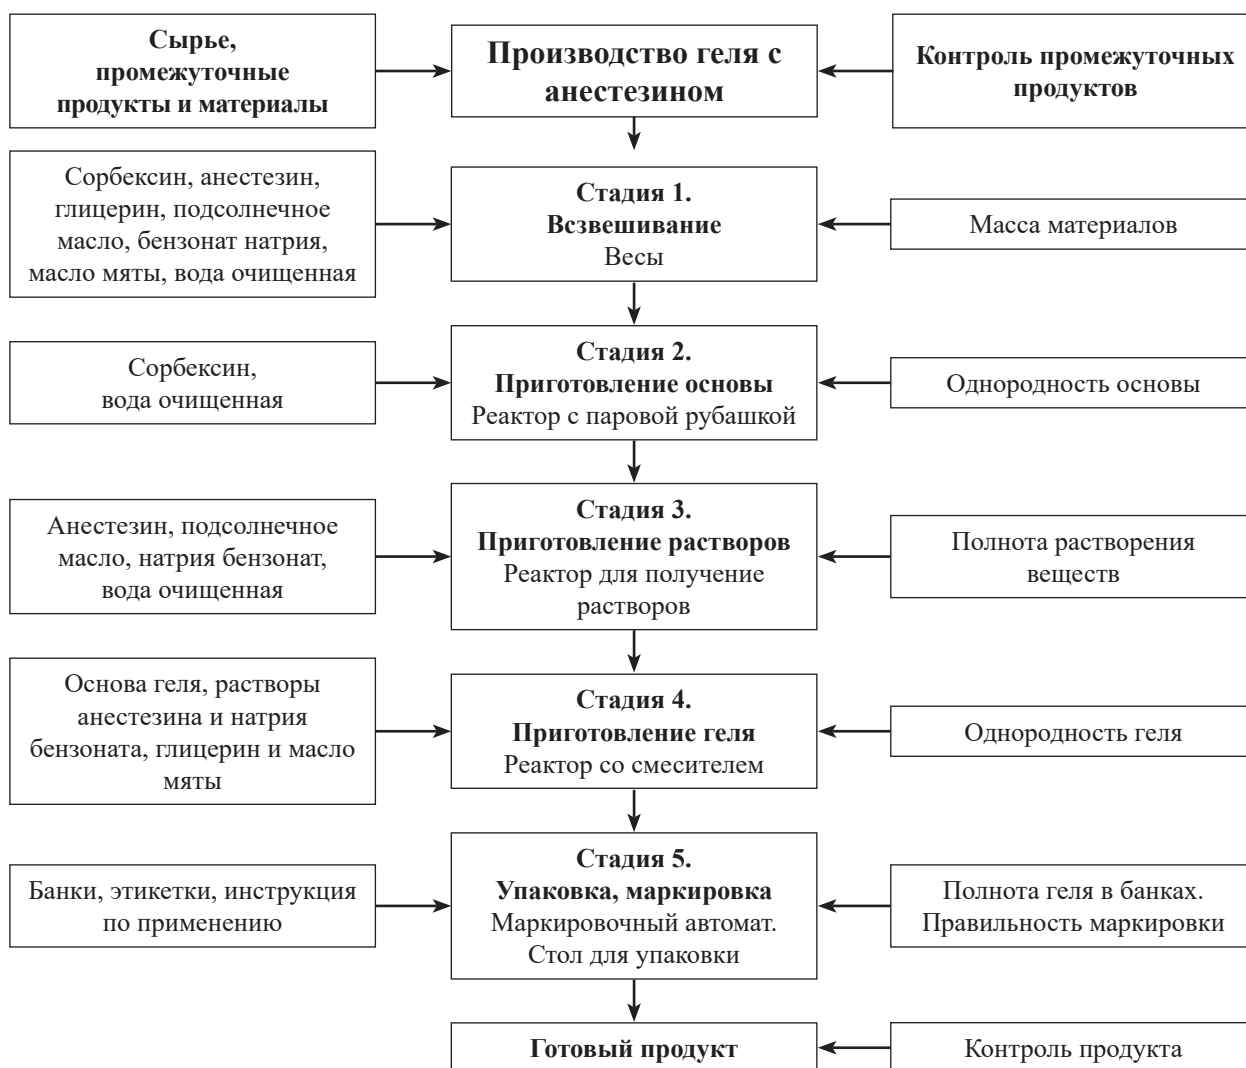 Сырье,
промежуточные
продукты и материалы
Производство геля с
анестезином
Контроль промежуточных
продуктов
Сорбексин, анестезин,
глицерин, подсолнечное
масло, бензонат натрия,
масло мяты, вода очищенная
Стадия 1.
Всзвешивание
Весы
Масса материалов
Сорбексин,
вода очищенная
Стадия 2.
Приготовление основы
Реактор с паровой рубашкой
Однородность основы
Анестезин, подсолнечное
масло, натрия бензонат,
вода очищенная
Стадия 3.
Приготовление растворов
Реактор для получение
растворов
Полнота растворения
веществ
Основа геля, растворы
анестезина и натрия
бензоната, глицерин и масло
мяты
Стадия 4.
Приготовление геля
Реактор со смесителем
Однородность геля
Банки, этикетки, инструкция
по применению
Стадия 5.
Упаковка, маркировка
Маркировочный автомат.
Стол для упаковки
Полнота геля в банках.
Правильность маркировки
Готовый продукт
Контроль продукта